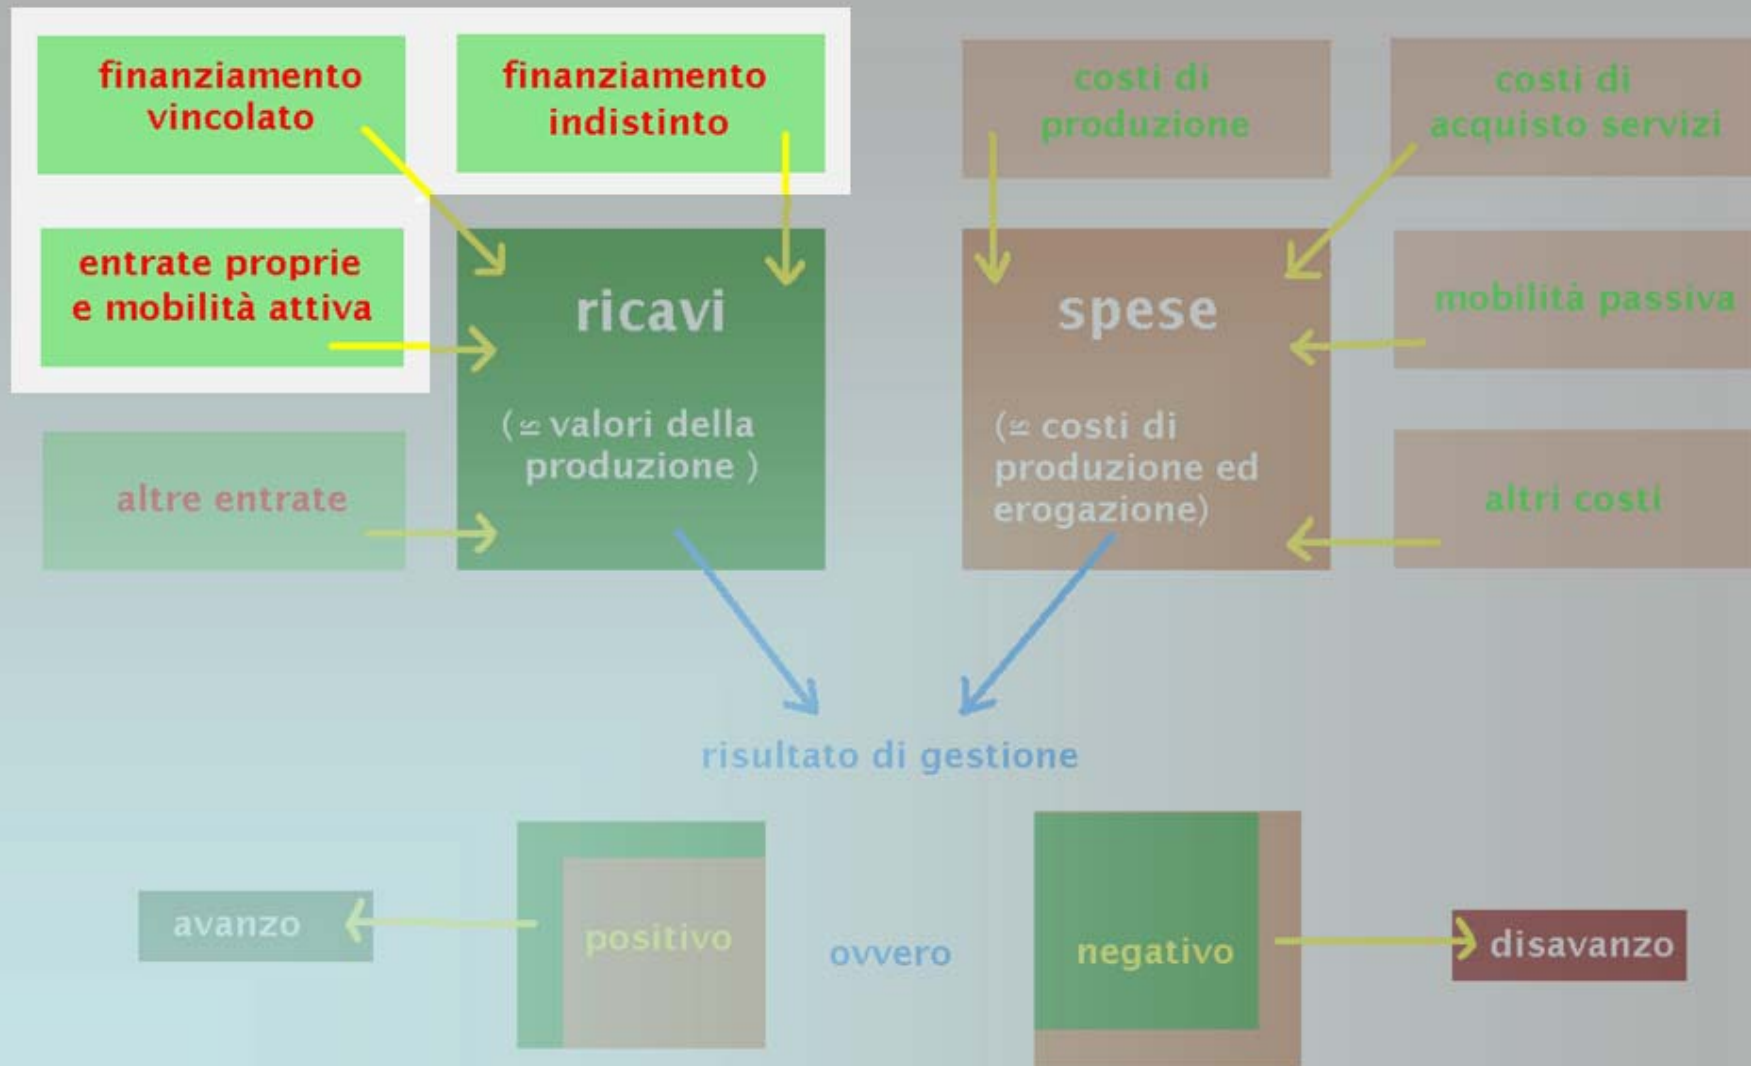 finanziamento
vincolato
finanziamento
indistinto
costi di
produzione
costi di
acquisto servizi
entrate proprie
e mobilità attiva
ricavi
(≌ valori della
produzione )
spese
(≌ costi di
produzione ed
erogazione)
mobilità passiva
altre entrate
altri costi
risultato di gestione
avanzo
positivo
ovvero
negativo
disavanzo